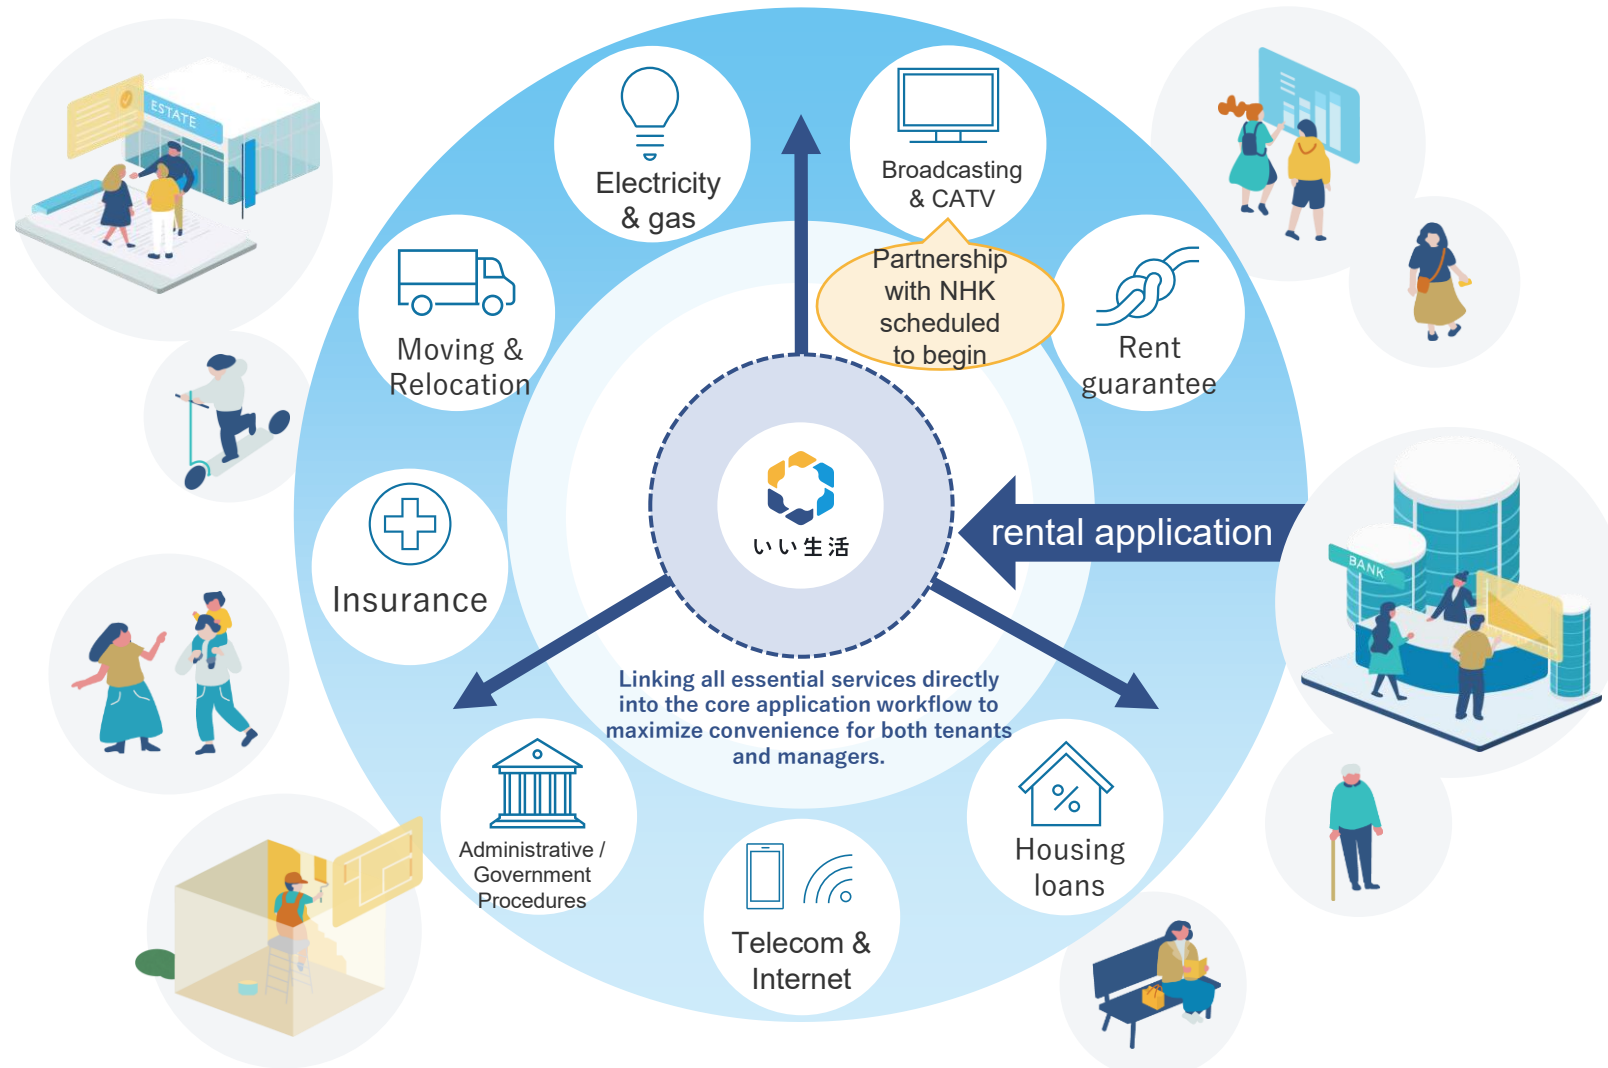 ESTATE
Electricity
& gas
Broadcasting
& CATV
Partnership
with NHK
scheduled
to begin
Moving &
Relocation
Rent
guarantee
Insurance
いい生活
rental application
BANK
Linking all essential services directly
into the core application workflow to
maximize convenience for both tenants
and managers.
Administrative /
Government
Procedures
Housing
loans
Telecom &
Internet